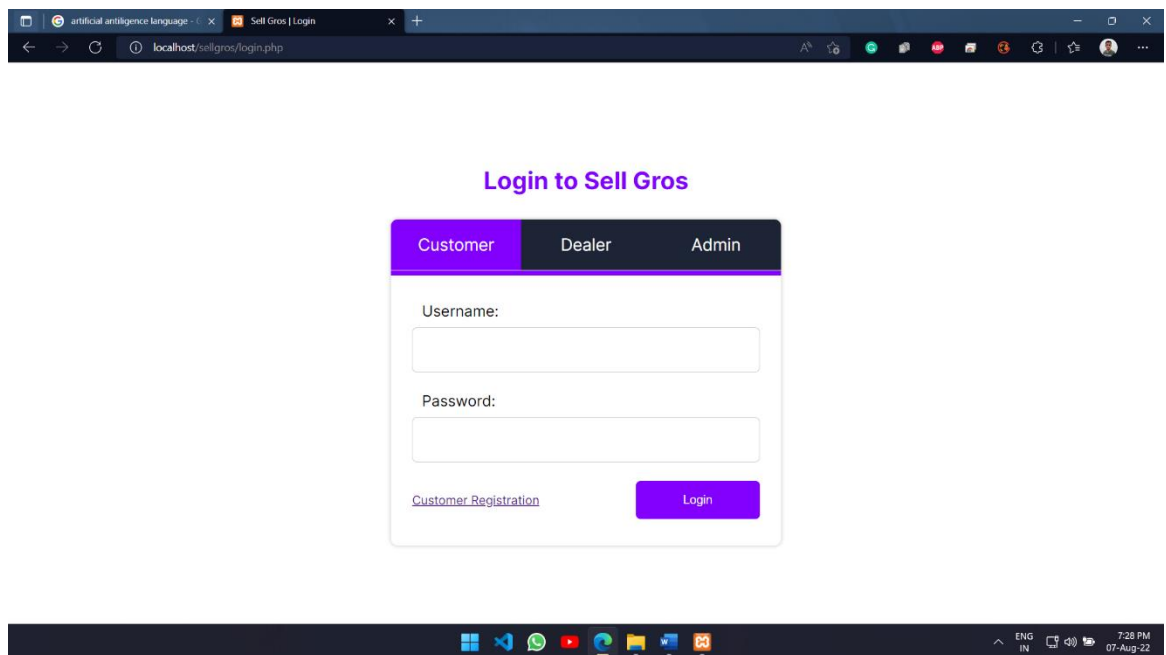 artificial antiligence language - 
Sell Gros | Login
localhost/sellgros/login.php
Login to Sell Gros
Customer Dealer Admin
Username:
Password:
Customer Registration Login
ENG 7:28 PM
IN 07-Aug-22